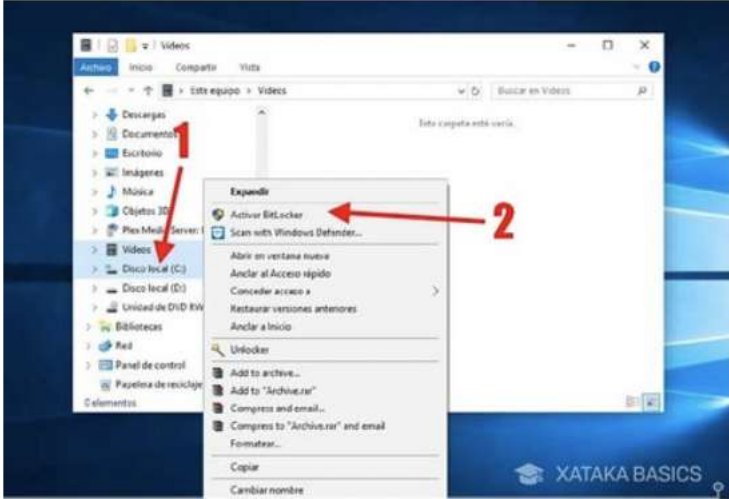 Videos
Archivo Inicio Compartir Vista
Este equipo > Videos
Buscar en Videos
Descargas
Esta carpeta está vacía.
Documentos
1
Escritorio
Imágenes
Música
Objetos 3D
Plex Media Server:
Videos
Disco local (C:)
Disco local (D:)
Unidad de DVD RW
Bibliotecas
Red
Panel de control
Papelera de reciclaje
0 elementos
Expandir
Activar BitLocker
2
Scan with Windows Defender...
Abrir en ventana nueva
Anclar al Acceso rápido
Conceder acceso a
Restaurar versiones anteriores
Anclar a Inicio
Unlocker
Add to archive...
Add to "Archive.rar"
Compress and email...
Compress to "Archive.rar" and email
Formatear...
Copiar
Cambiar nombre
XATAKA BASICS